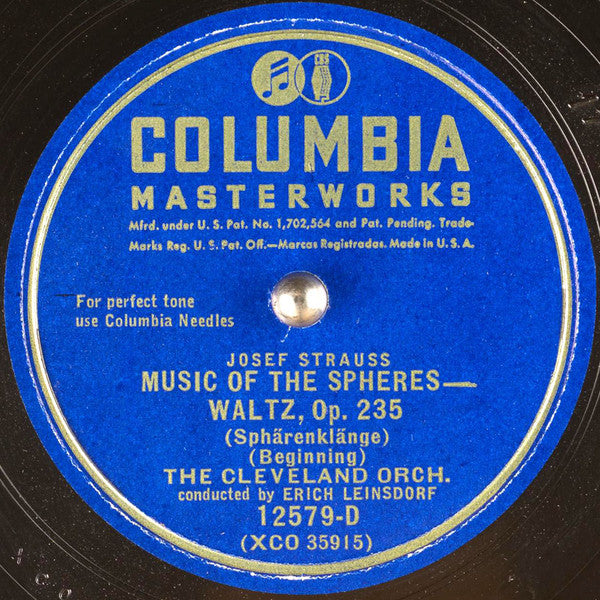 CBS
COLUMBIA
MASTERWORKS
Mfrd. under U. S. Pat. No. 1,702,564 and Pat. Pending. Trade-
Marks Reg. U. S. Pat. Off.—Marcas Registradas. Made in U. S. A.
For perfect tone
use Columbia Needles
JOSEF STRAUSS
MUSIC OF THE SPHERES—
WALTZ, Op. 235
(Sphärenklänge)
(Beginning)
THE CLEVELAND ORCH.
conducted by ERICH LEINSDORF
12579-D
(XCO 35915)